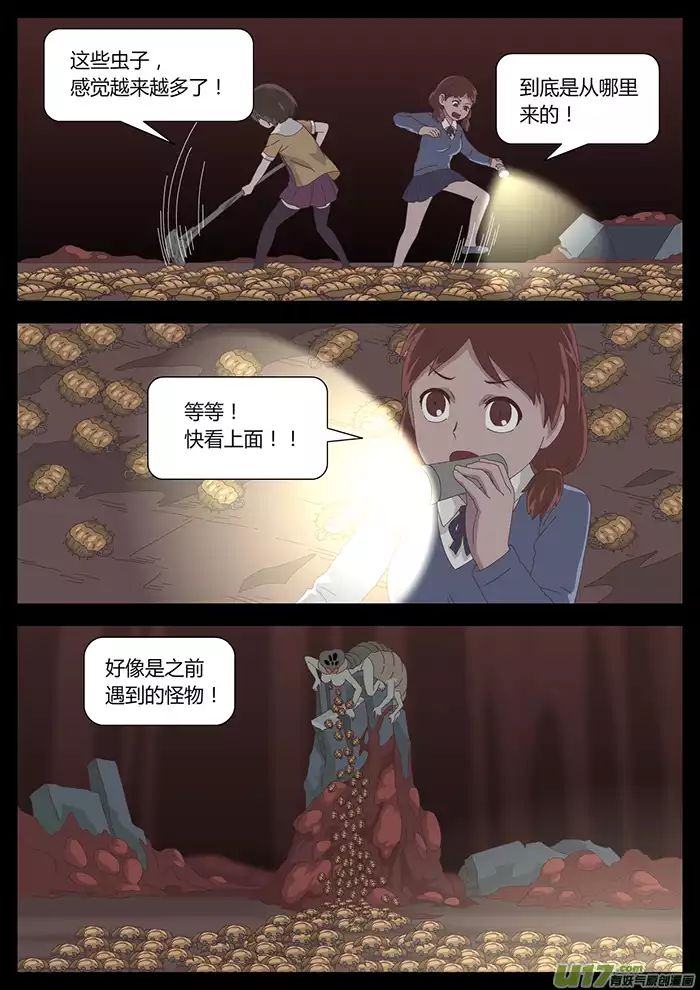 这些虫子，
感觉越来越多了！
到底是从哪里
来的！
等等！
快看上面！！
好像是之前
遇到的怪物！
U17.com
有妖气原创漫画